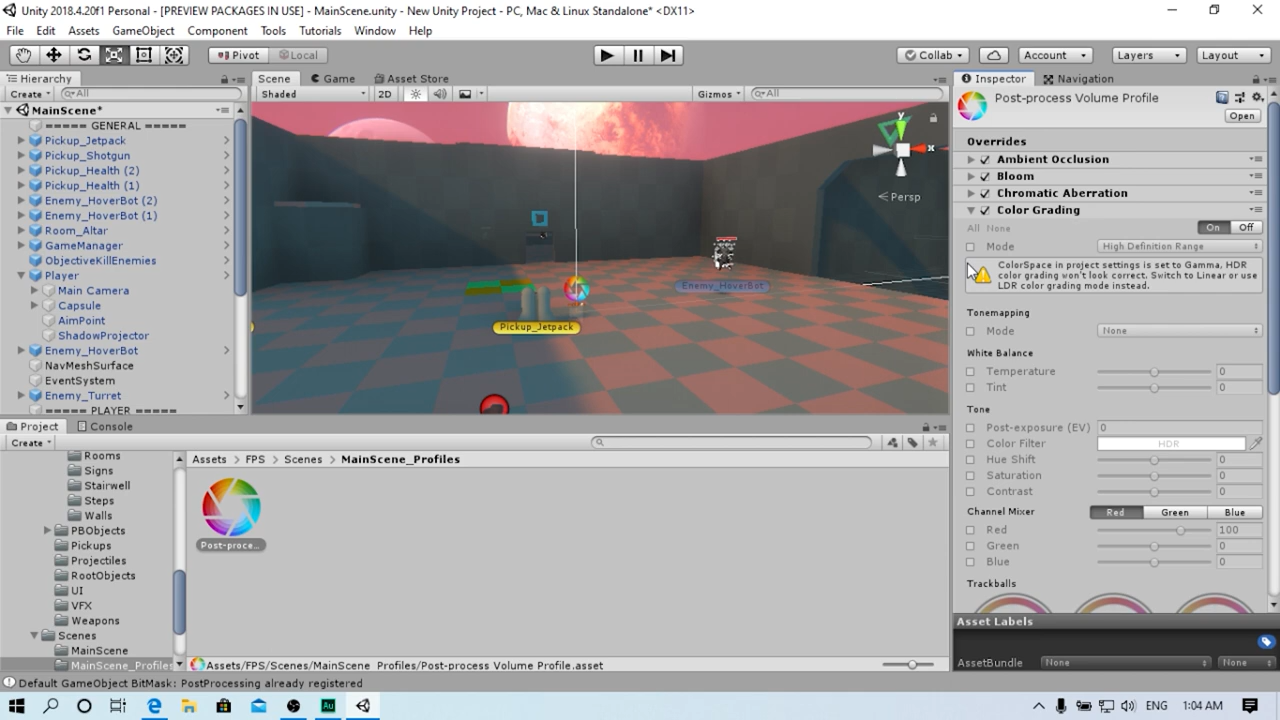 Unity 2018.4.20f1 Personal - [PREVIEW PACKAGES IN USE] - MainScene.unity - New Unity Project - PC, Mac & Linux Standalone* <DX11>
File Edit Assets GameObject Component Tools Tutorials Window Help
Pivot Local Collab Account Layers Layout
Hierarchy Scene Game Asset Store Inspector Navigation
Create All Shaded 2D Gizmos All
Post-process Volume Profile
Open
MainScene*
===== GENERAL =====
Pickup_Jetpack
Pickup_Shotgun
Pickup_Health (2)
Pickup_Health (1)
Enemy_HoverBot (2)
Enemy_HoverBot (1)
Room_Altar
GameManager
ObjectiveKillEnemies
Player
Main Camera
Capsule
AimPoint
ShadowProjector
Enemy_HoverBot
NavMeshSurface
EventSystem
Enemy_Turret
===== PLAYER =====
y
x
Persp
Enemy_HoverBot
Pickup_Jetpack
Overrides
Ambient Occlusion
Bloom
Chromatic Aberration
Color Grading
All None On Off
Mode High Definition Range
ColorSpace in project settings is set to Gamma, HDR
color grading won't look correct. Switch to Linear or use
LDR color grading mode instead.
Tonemapping
Mode None
White Balance
Temperature 0
Tint 0
Tone
Post-exposure (EV) 0
Color Filter HDR
Hue Shift 0
Saturation 0
Contrast 0
Channel Mixer Red Green Blue
Red 100
Green 0
Blue 0
Trackballs
Asset Labels
AssetBundle None None
Project Console
Create
Rooms
Signs
Stairwell
Steps
Walls
PBObjects
Pickups
Projectiles
RootObjects
UI
VFX
Weapons
Scenes
MainScene
MainScene_Profiles
Assets > FPS > Scenes > MainScene_Profiles
Post-proce...
Assets/FPS/Scenes/MainScene_Profiles/Post-process Volume Profile.asset
Default GameObject BitMask: PostProcessing already registered
Au
ENG 1:04 AM